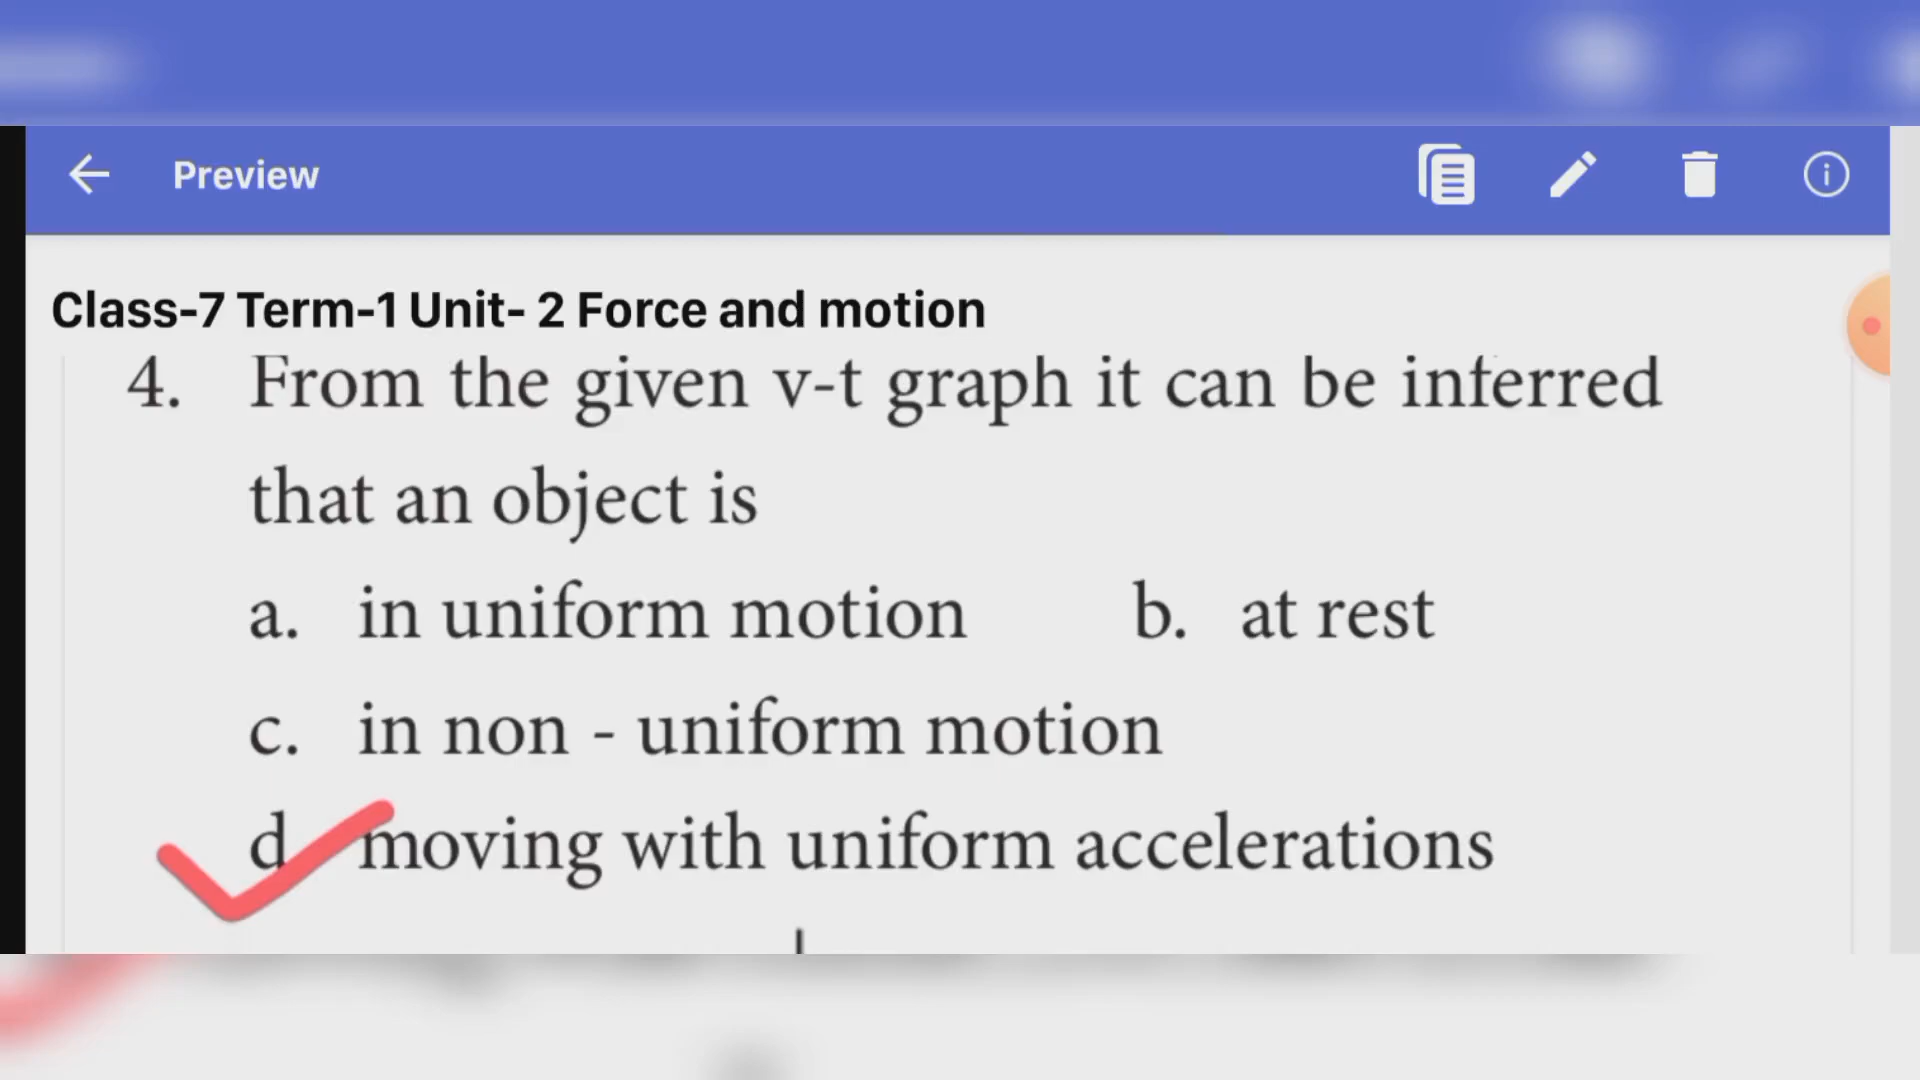 Preview
Class-7 Term-1 Unit- 2 Force and motion
4. From the given v-t graph it can be inferred
that an object is
a. in uniform motion b. at rest
c. in non - uniform motion
d moving with uniform accelerations